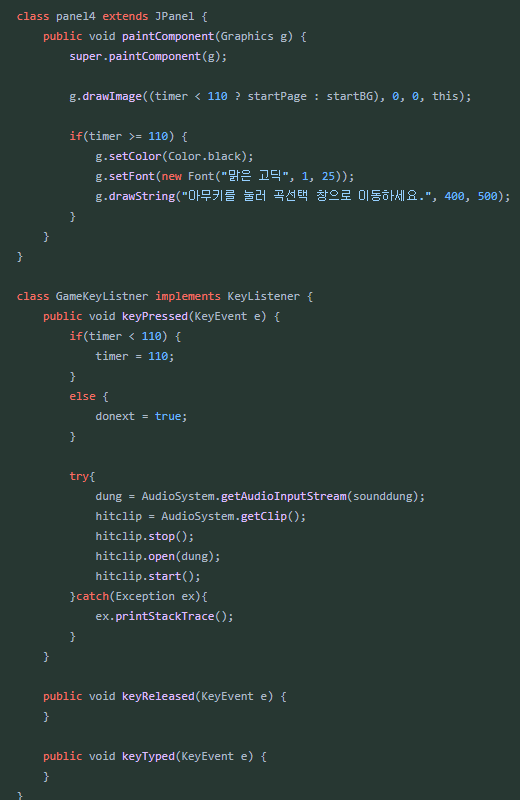 class panel4 extends JPanel {
    public void paintComponent(Graphics g) {
        super.paintComponent(g);

        g.drawImage((timer < 110 ? startPage : startBG), 0, 0, this);

        if(timer >= 110) {
            g.setColor(Color.black);
            g.setFont(new Font("맑은 고딕", 1, 25));
            g.drawString("아무키를 눌러 곡선택 창으로 이동하세요.", 400, 500);
        }
    }
}

class GameKeyListner implements KeyListener {
    public void keyPressed(KeyEvent e) {
        if(timer < 110) {
            timer = 110;
        }
        else {
            donext = true;
        }

        try{
            dung = AudioSystem.getAudioInputStream(sounddung);
            hitclip = AudioSystem.getClip();
            hitclip.stop();
            hitclip.open(dung);
            hitclip.start();
        }catch(Exception ex){
            ex.printStackTrace();
        }
    }

    public void keyReleased(KeyEvent e) {
    }

    public void keyTyped(KeyEvent e) {
    }
}